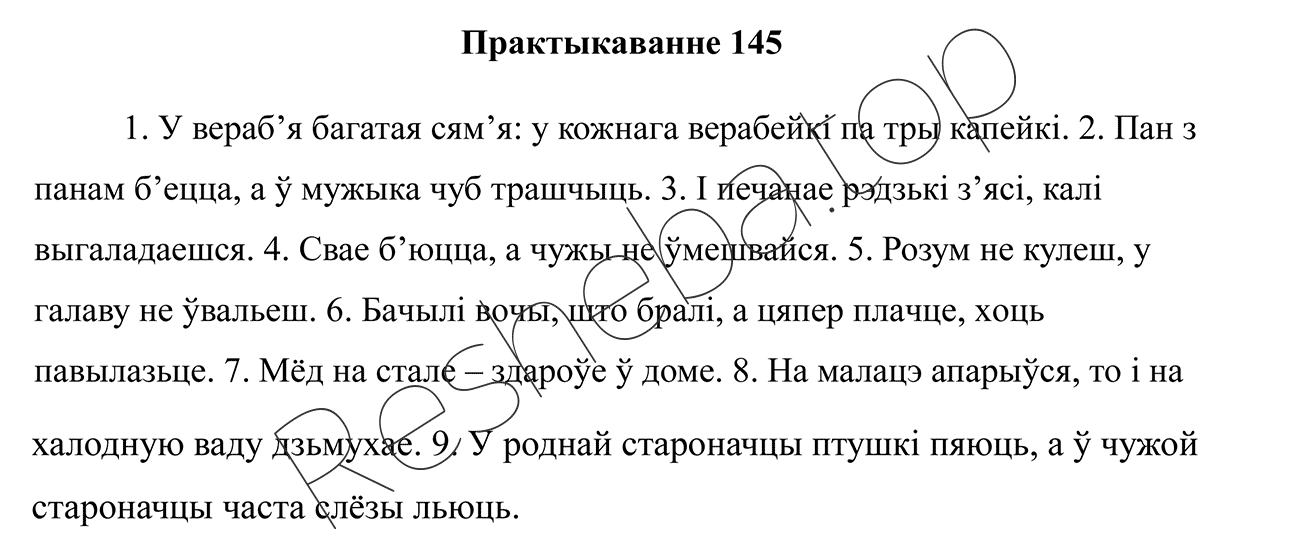 Практыкаванне 145
1. У вераб’я багатая сям’я: у кожнага верабейкі па тры капейкі. 2. Пан з
панам б’ецца, а ў мужыка чуб трашчыць. 3. І печанае рэдзькі з’ясі, калі
выгаладаешся. 4. Свае б’юцца, а чужы не ўмешвайся. 5. Розум не кулеш, у
галаву не ўвальеш. 6. Бачылі вочы, што бралі, а цяпер плачце, хоць
павылазьце. 7. Мёд на стале – здароўе ў доме. 8. На малацэ апарыўся, то і на
халодную ваду дзьмухае. 9. У роднай староначцы птушкі пяюць, а ў чужой
староначцы часта слёзы льюць.
Resheba.top